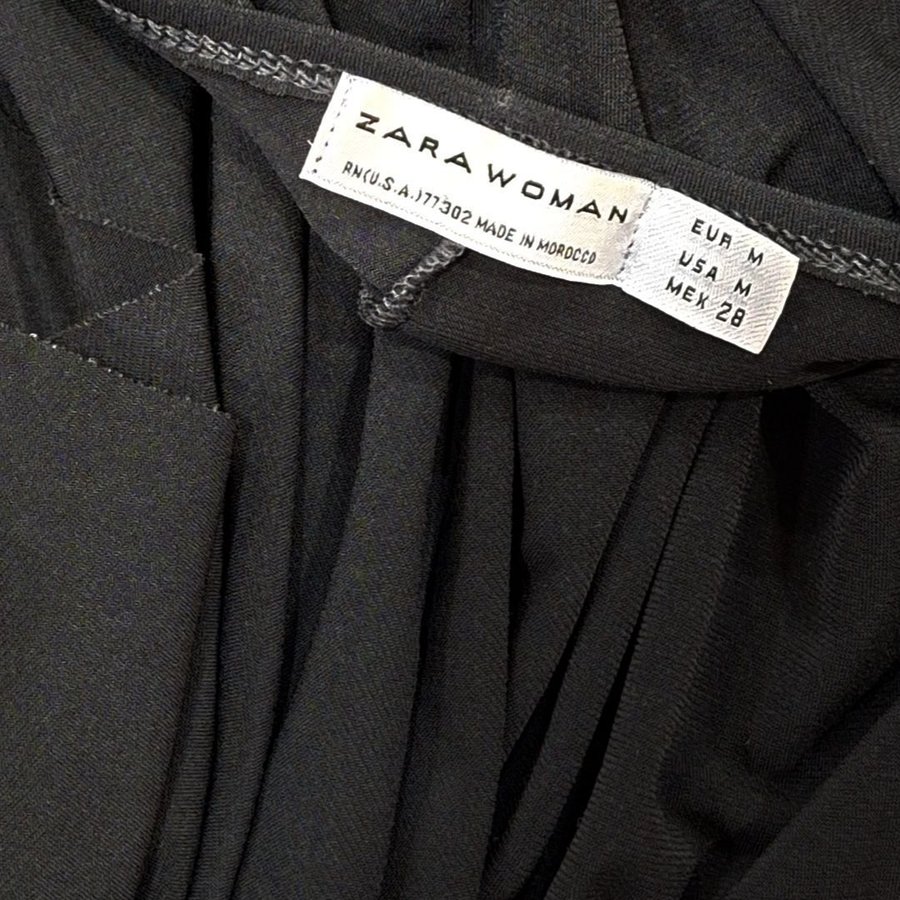 ZARA WOMAN
RN(U.S.A.)77302 MADE IN MOROCCO
EUR M
USA M
MEX 28